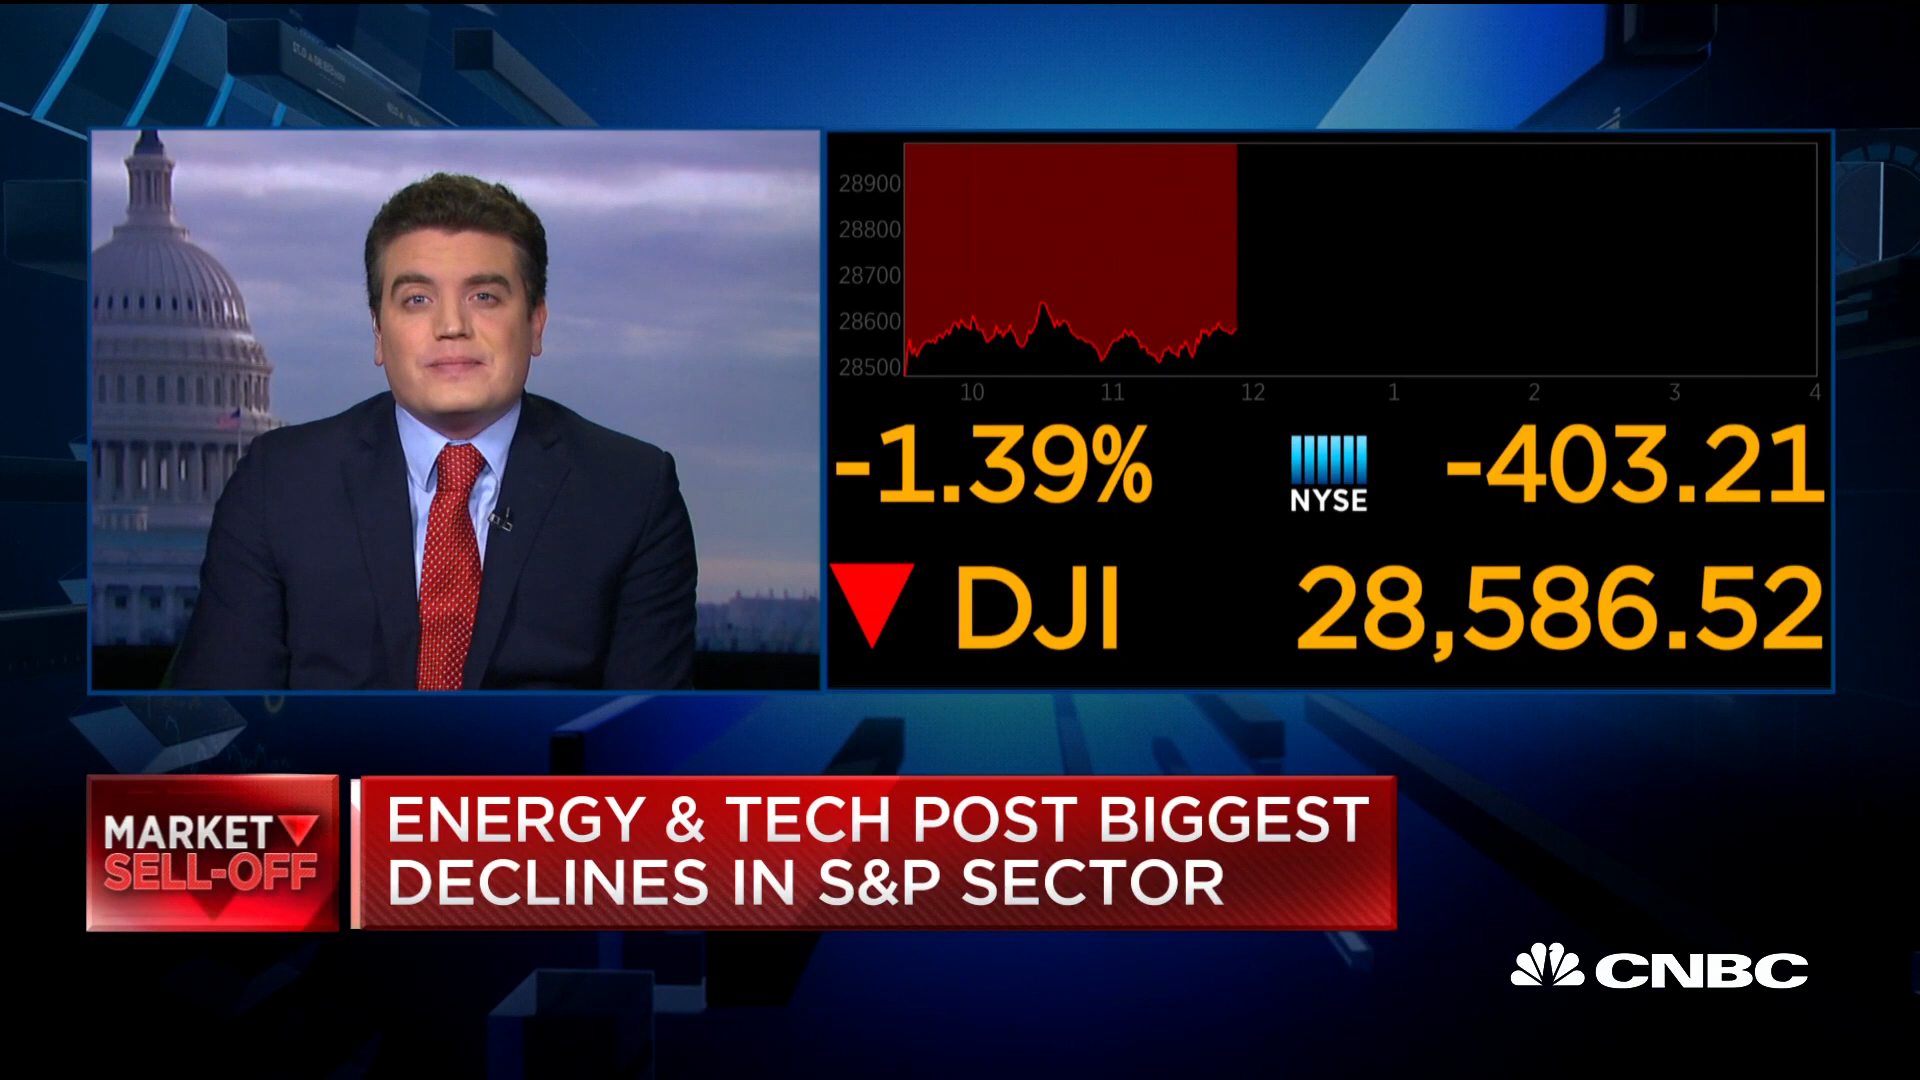 28900
28800
28700
28600
28500
10 11 12 1 2 3 4
-1.39% NYSE -403.21
DJI 28,586.52
MARKET
SELL-OFF
ENERGY & TECH POST BIGGEST
DECLINES IN S&P SECTOR
CNBC